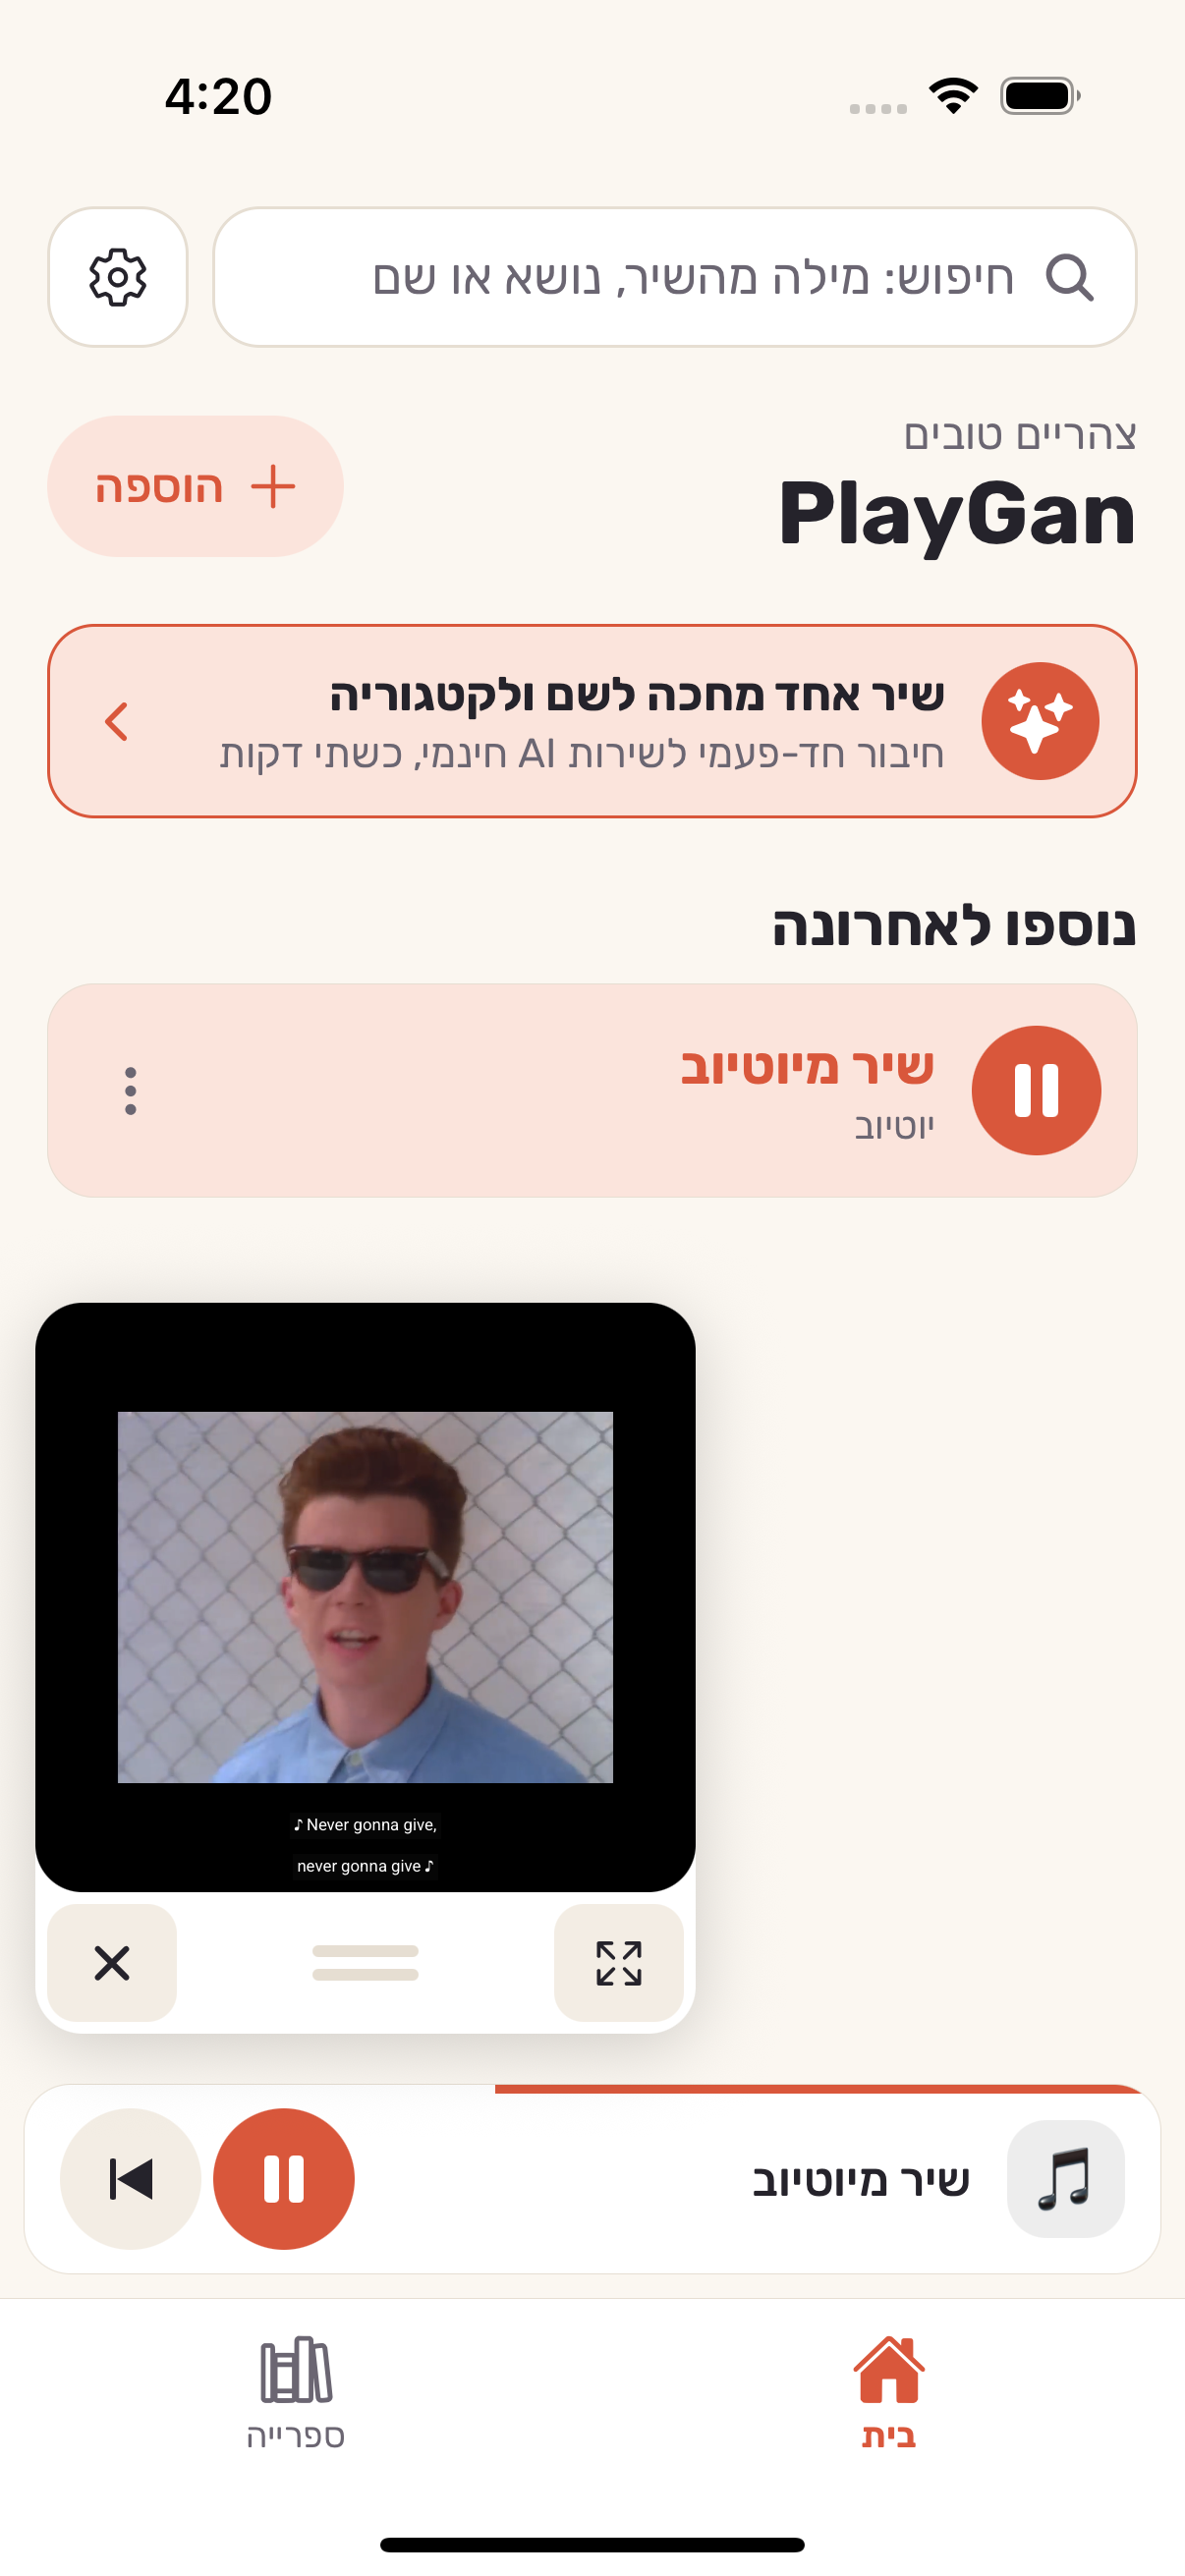 4:20
חיפוש: מילה מהשיר, נושא או שם
צהריים טובים
PlayGan
הוספה
שיר אחד מחכה לשם ולקטגוריה
חיבור חד-פעמי לשירות AI חינמי, כשתי דקות
נוספו לאחרונה
שיר מיוטיוב
יוטיוב
♪ Never gonna give,
never gonna give ♪
שיר מיוטיוב
בית
ספרייה